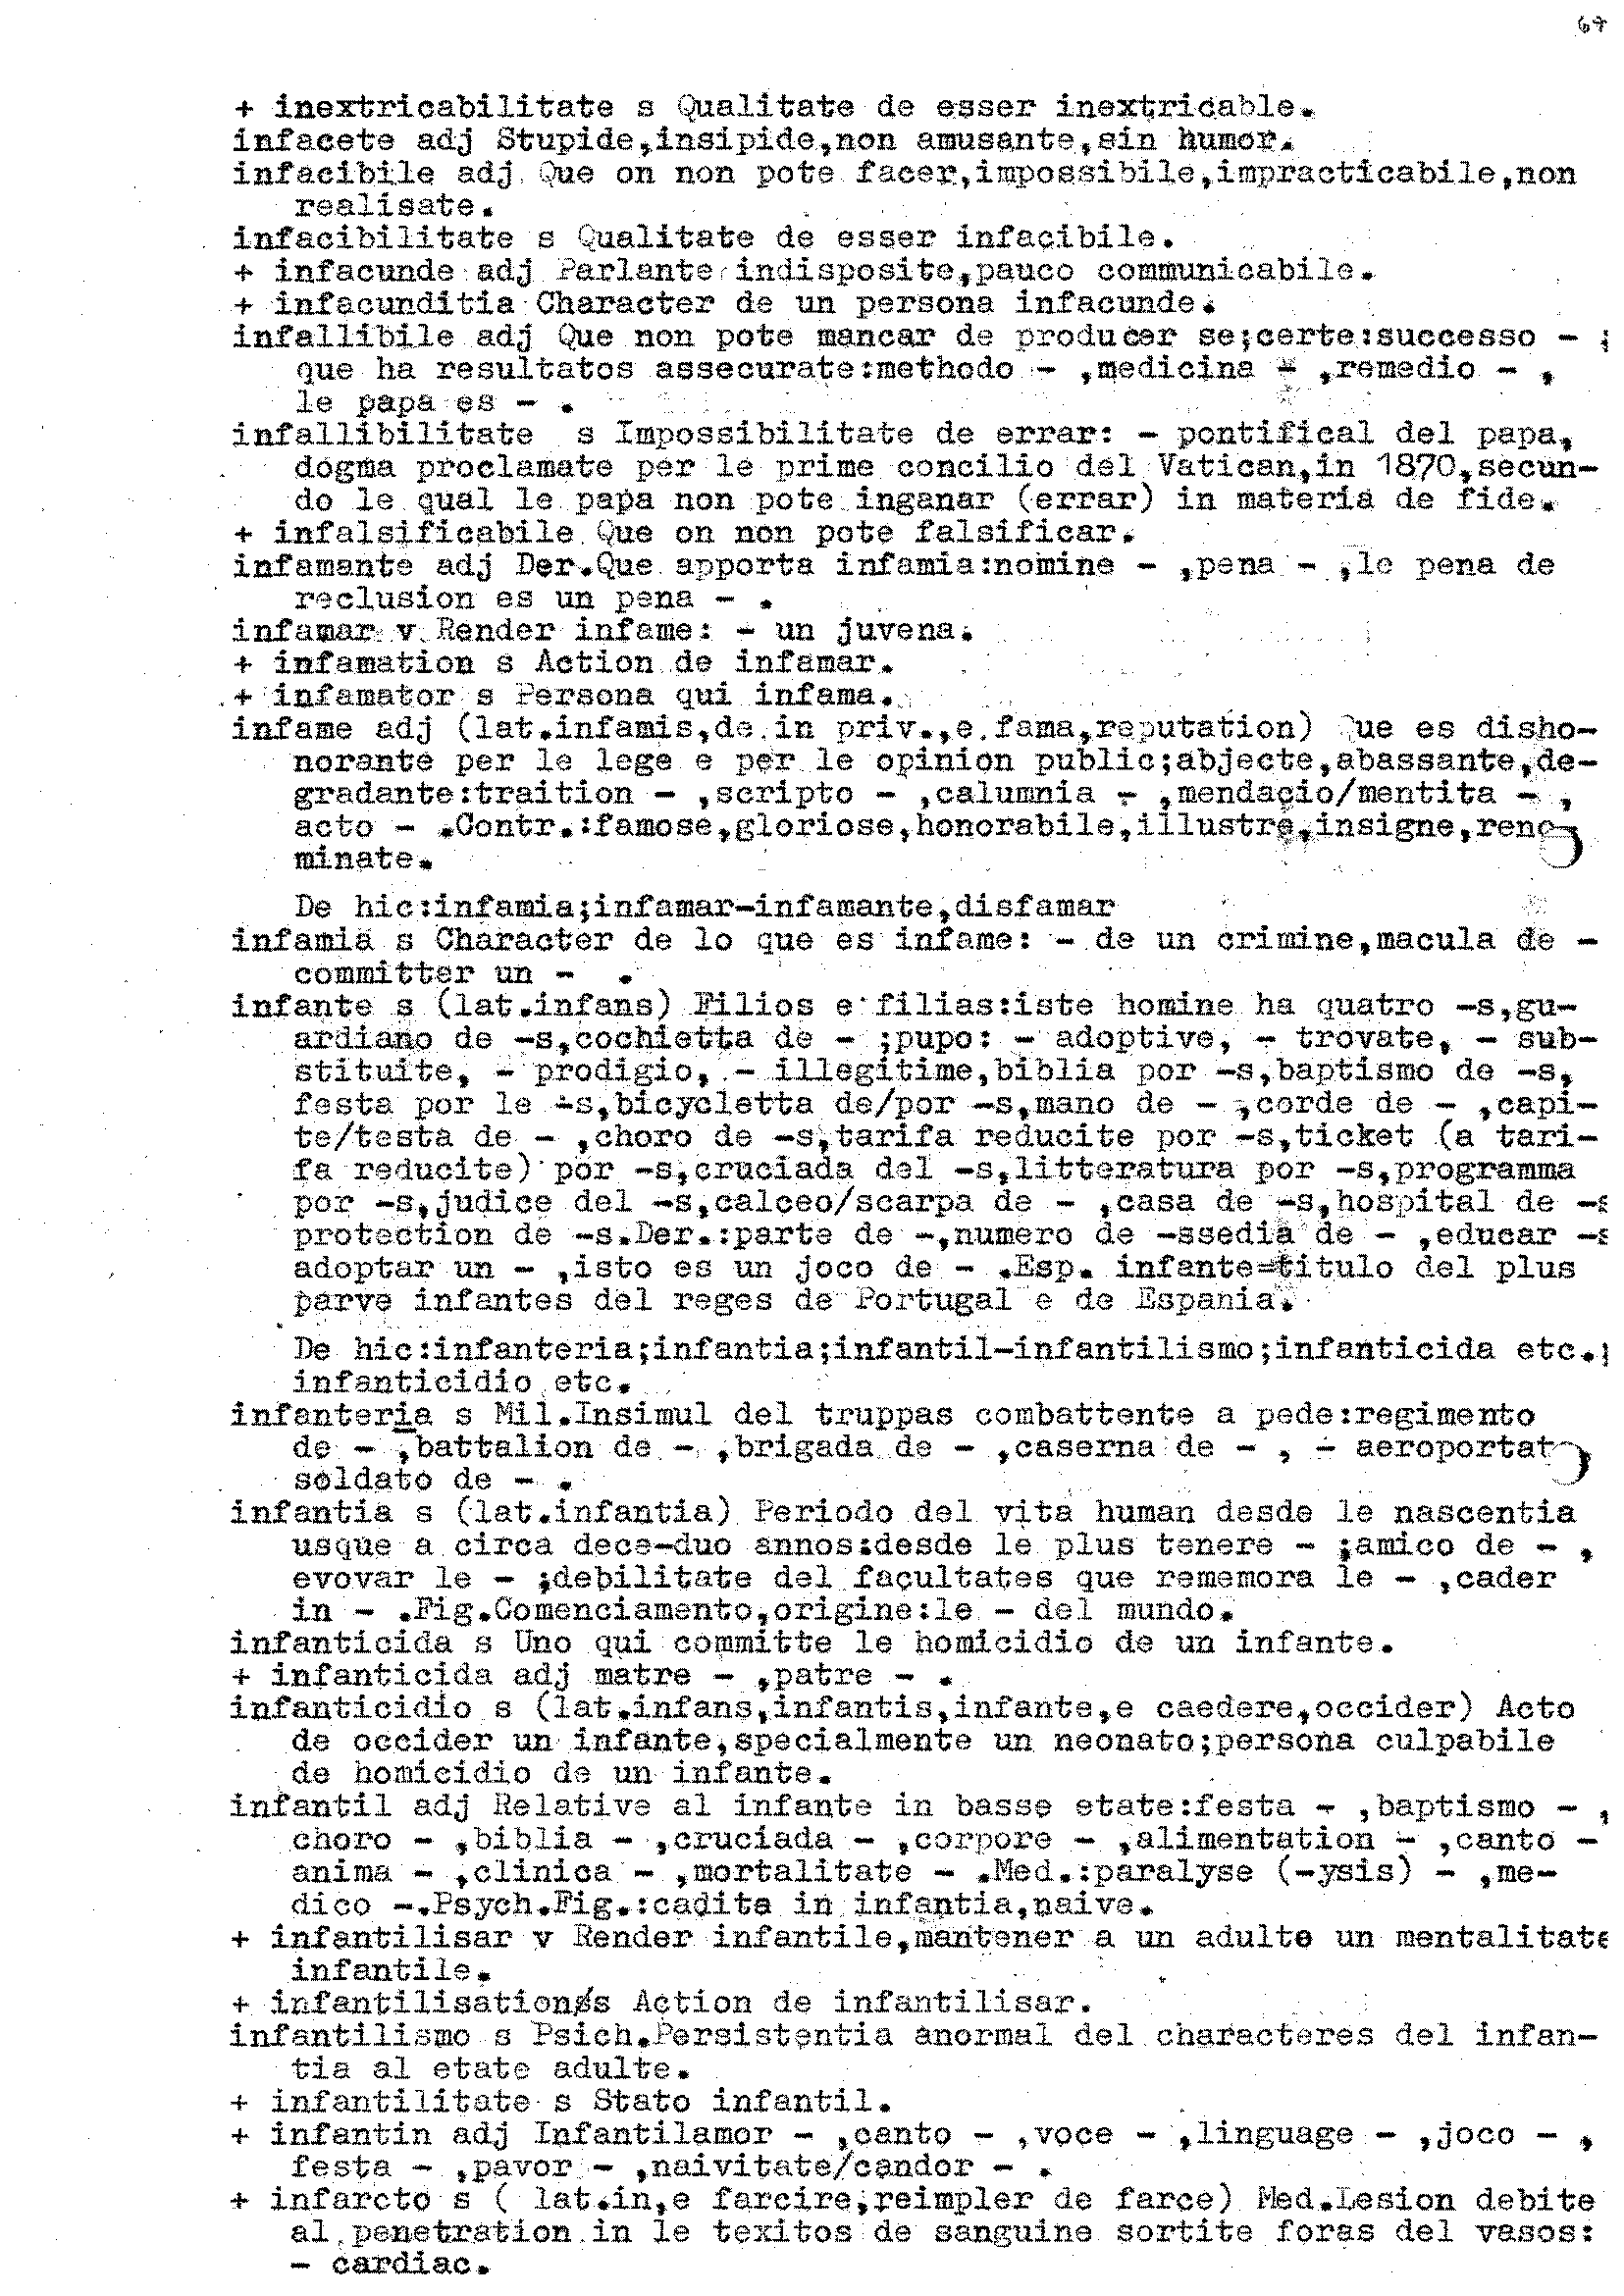 67
+ inextricabilitate s Qualitate de esser inextricable.
infacete adj Stupide,insipide,non amusante,sin humor.
infacibile adj Que on non pote facer,impossibile,impracticabile,non
realisate.
infacibilitate s Qualitate de esser infacibile.
+ infacunde adj Parlante indisposite,pauco communicabile.
+ infacunditia Character de un persona infacunde.
infallibile adj Que non pote mancar de producer se;certe:successo - ;
que ha resultatos assecurate:methodo - ,medicina - ,remedio - ,
le papa es - .
infallibilitate s Impossibilitate de errar: - pontifical del papa,
dogma proclamate per le prime concilio del Vatican,in 1870,secun-
do le qual le papa non pote inganar (errar) in materia de fide.
+ infalsificabile Que on non pote falsificar.
infamante adj Der.Que apporta infamia:nomine - ,pena - ,le pena de
reclusion es un pena - .
infamar v Render infame: - un juvena.
+ infamation s Action de infamar.
+ infamator s Persona qui infama.
infame adj (lat.infamis,de in priv.,e fama,reputation) Que es disho-
norante per le lege e per le opinion public;abjecte,abassante,de-
gradante:traition - ,scripto - ,calumnia - ,mendacio/mentita - ,
acto - .Contr.:famose,gloriose,honorabile,illustre,insigne,reno
minate.
De hic:infamia;infamar-infamante,disfamar
infamia s Character de lo que es infame: - de un crimine,macula de -
committer un - .
infante s (lat.infans) Filios e filias:iste homine ha quatro -s,gu-
ardiano de -s,cochietta de - ;pupo: - adoptive, - trovate, - sub-
stituite, - prodigio, - illegitime,biblia por -s,baptismo de -s,
festa por le -s,bicycletta de/por -s,mano de - ,corde de - ,capi-
te/testa de - ,choro de -s,tarifa reducite por -s,ticket (a tari-
fa reducite) por -s,cruciada del -s,litteratura por -s,programma
por -s,judice del -s,calceo/scarpa de - ,casa de -s,hospital de -s
protection de -s.Der.:parte de -,numero de -ssedia de - ,educar -s
adoptar un - ,isto es un joco de - .Esp. infante=titulo del plus
parve infantes del reges de Portugal e de Espania.
De hic:infanteria;infantia;infantil-infantilismo;infanticida etc.;
infanticidio etc.
infanteria s Mil.Insimul del truppas combattente a pede:regimento
de - ,battalion de - ,brigada de - ,caserna de - , - aeroportat
soldato de - .
infantia s (lat.infantia) Periodo del vita human desde le nascentia
usque a circa dece-duo annos:desde le plus tenere - ;amico de - ,
evovar le - ;debilitate del facultates que rememora le - ,cader
in - .Fig.Comenciamento,origine:le - del mundo.
infanticida s Uno qui committe le homicidio de un infante.
+ infanticida adj matre - ,patre - .
infanticidio s (lat.infans,infantis,infante,e caedere,occider) Acto
de occider un infante,specialmente un neonato;persona culpabile
de homicidio de un infante.
infantil adj Relative al infante in basse etate:festa - ,baptismo - ,
choro - ,biblia - ,cruciada - ,corpore - ,alimentation - ,canto -
anima - ,clinica - ,mortalitate - .Med.:paralyse (-ysis) - ,me-
dico -.Psych.Fig.:cadite in infantia,naive.
+ infantilisar v Render infantile,mantener a un adulto un mentalitate
infantile.
+ infantilisation s Action de infantilisar.
infantilismo s Psich.Persistentia anormal del characteres del infan-
tia al etate adulte.
+ infantilitate s Stato infantil.
+ infantin adj Infantilamor - ,canto - ,voce - ,linguage - ,joco - ,
festa - ,pavor - ,naivitate/candor - .
+ infarcto s ( lat.in,e farcire,reimpler de farce) Med.Lesion debite
al penetration in le texitos de sanguine sortite foras del vasos:
- cardiac.